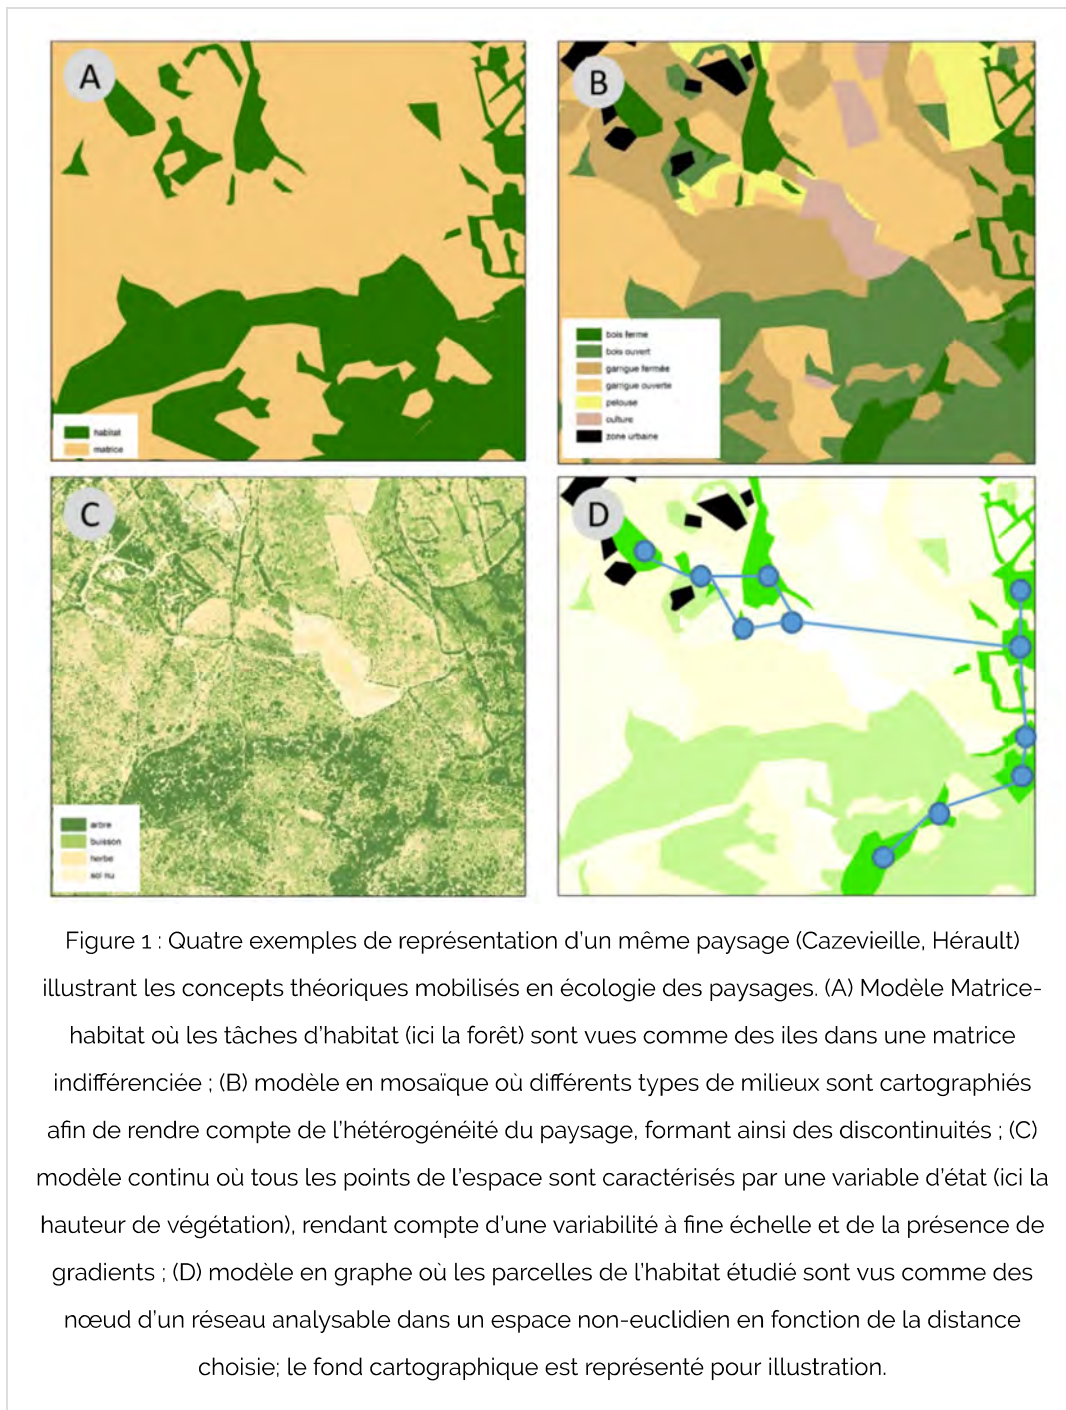 A
B
bois fermé
bois ouvert
garrigue fermée
garrigue ouverte
pelouse
culture
zone urbaine
habitat
matrice
C
D
arbre
buisson
herbe
sol nu
Figure 1 : Quatre exemples de représentation d'un même paysage (Cazevieille, Hérault)
illustrant les concepts théoriques mobilisés en écologie des paysages. (A) Modèle Matrice-
habitat où les tâches d'habitat (ici la forêt) sont vues comme des iles dans une matrice
indifférenciée ; (B) modèle en mosaïque où différents types de milieux sont cartographiés
afin de rendre compte de l'hétérogénéité du paysage, formant ainsi des discontinuités ; (C)
modèle continu où tous les points de l'espace sont caractérisés par une variable d'état (ici la
hauteur de végétation), rendant compte d'une variabilité à fine échelle et de la présence de
gradients ; (D) modèle en graphe où les parcelles de l'habitat étudié sont vus comme des
nœud d'un réseau analysable dans un espace non-euclidien en fonction de la distance
choisie; le fond cartographique est représenté pour illustration.